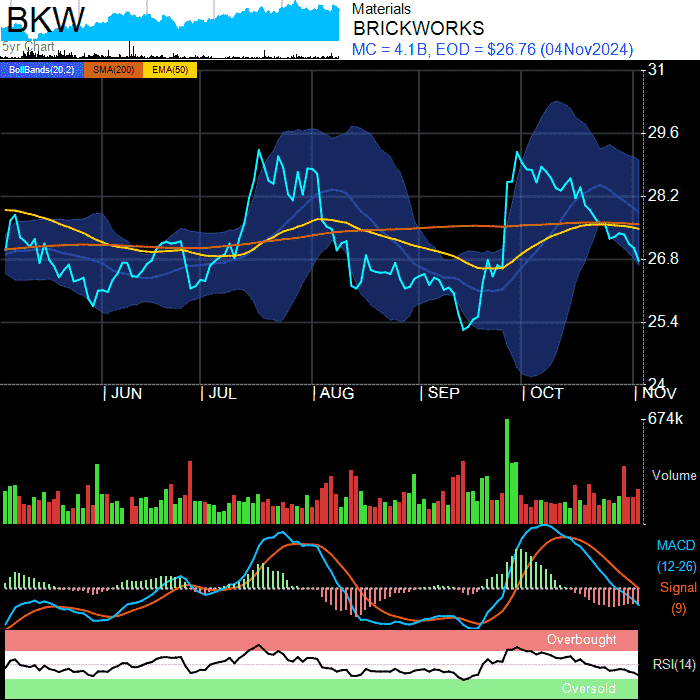 BKW
5yr Chart
Materials
BRICKWORKS
MC = 4.1B, EOD = $26.76 (04Nov2024)
BollBands(20,2) SMA(200) EMA(50)
31
29.6
28.2
26.8
25.4
24
JUN JUL AUG SEP OCT NOV
674k
Volume
MACD
(12-26)
Signal
(9)
Overbought
RSI(14)
Oversold